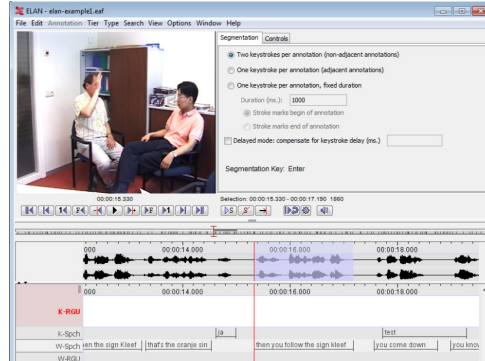 ELAN - elan-example1.eaf
File Edit Annotation Tier Type Search View Options Window Help
Segmentation Controls
Two keystrokes per annotation (non-adjacent annotations)
One keystroke per annotation (adjacent annotations)
One keystroke per annotation, fixed duration
Duration (ms.): 1000
Stroke marks begin of annotation
Stroke marks end of annotation
Delayed mode: compensate for keystroke delay (ms.)
Segmentation Key: Enter
00:00:15.330
Selection: 00:00:15.330 - 00:00:17.190 1860
000 00:00:14.000 00:00:16.000 00:00:18.000
000 00:00:14.000 00:00:16.000 00:00:18.000
K-RGU
K-Spch ja test
W-Spch en the sign Kleef thats the oranje sin then you follow the sign kleef you come down you know
W-RGU